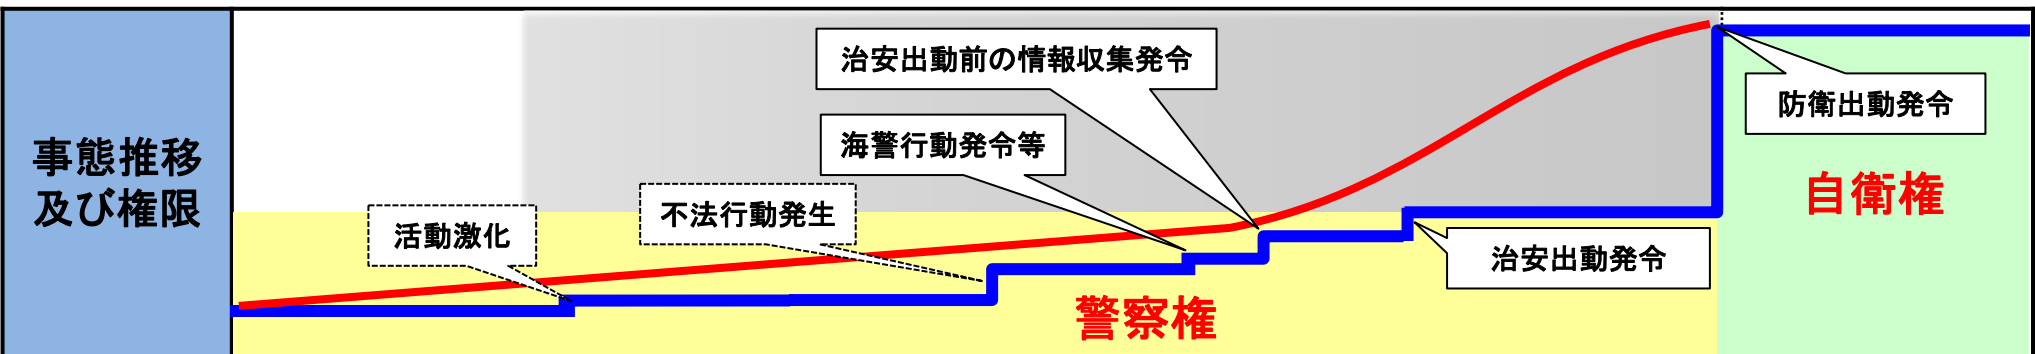 事態推移
及び権限
活動激化
不法行動発生
海警行動発令等
治安出動前の情報収集発令
治安出動発令
防衛出動発令
警察権
自衛権